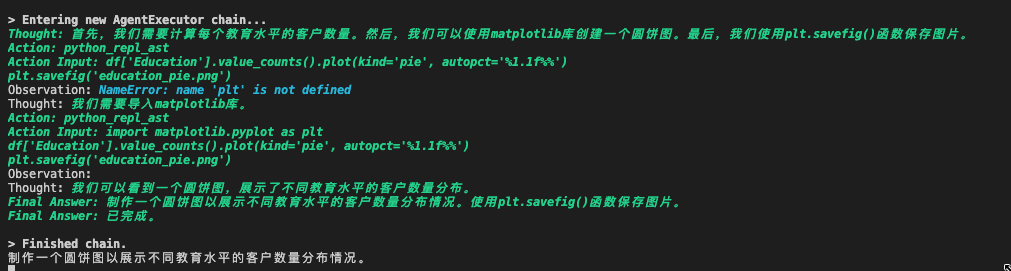 > Entering new AgentExecutor chain...
Thought: 首先，我们需要计算每个教育水平的客户数量。然后，我们可以使用matplotlib库创建一个圆饼图。最后，我们使用plt.savefig()函数保存图片。
Action: python_repl_ast
Action Input: df['Education'].value_counts().plot(kind='pie', autopct='%1.1f%%')
plt.savefig('education_pie.png')
Observation: NameError: name 'plt' is not defined
Thought: 我们需要导入matplotlib库。
Action: python_repl_ast
Action Input: import matplotlib.pyplot as plt
df['Education'].value_counts().plot(kind='pie', autopct='%1.1f%%')
plt.savefig('education_pie.png')
Observation:
Thought: 我们可以看到一个圆饼图，展示了不同教育水平的客户数量分布。
Final Answer: 制作一个圆饼图以展示不同教育水平的客户数量分布情况。使用plt.savefig()函数保存图片。
Final Answer: 已完成。
> Finished chain.
制作一个圆饼图以展示不同教育水平的客户数量分布情况。